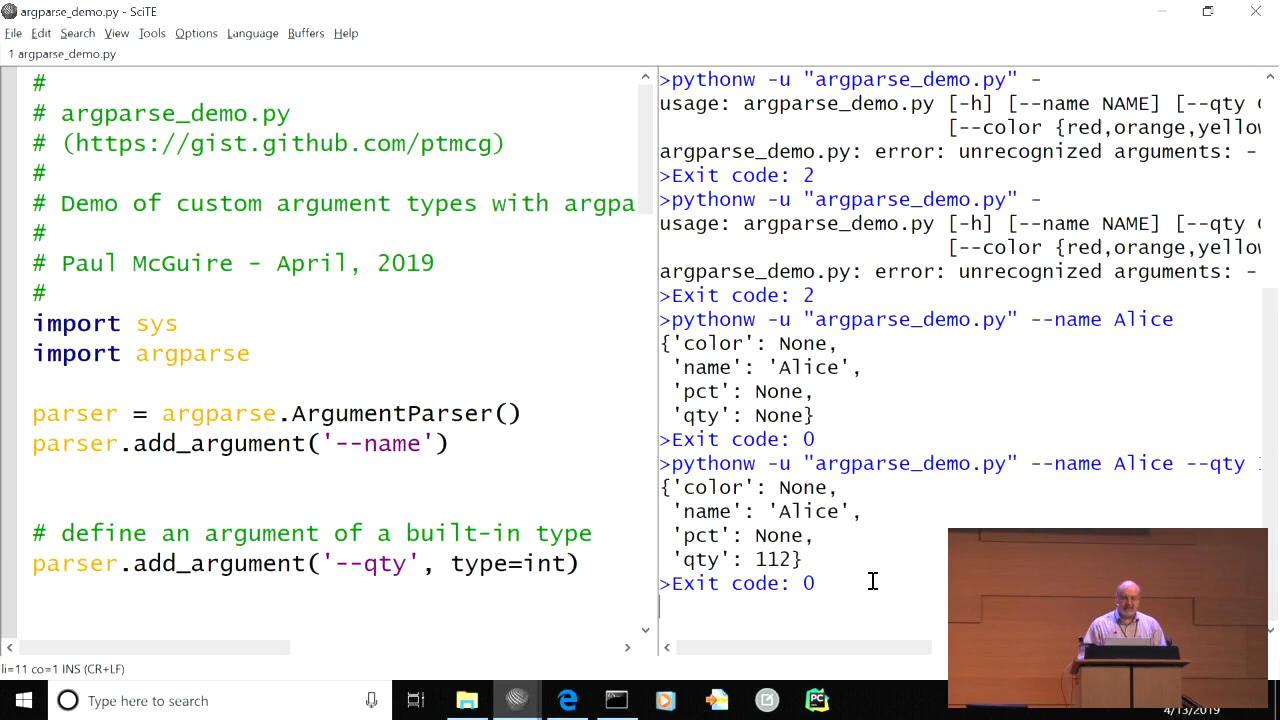 argparse_demo.py - SciTE
File Edit Search View Tools Options Language Buffers Help
1 argparse_demo.py
#
# argparse_demo.py
# (https://gist.github.com/ptmcg)
#
# Demo of custom argument types with argpa
#
# Paul McGuire - April, 2019
#
import sys
import argparse
parser = argparse.ArgumentParser()
parser.add_argument('--name')
# define an argument of a built-in type
parser.add_argument('--qty', type=int)
>pythonw -u "argparse_demo.py" -
usage: argparse_demo.py [-h] [--name NAME] [--qty
[--color {red,orange,yellow
argparse_demo.py: error: unrecognized arguments: -
>Exit code: 2
>pythonw -u "argparse_demo.py" -
usage: argparse_demo.py [-h] [--name NAME] [--qty
[--color {red,orange,yellow
argparse_demo.py: error: unrecognized arguments: -
>Exit code: 2
>pythonw -u "argparse_demo.py" --name Alice
{'color': None,
'name': 'Alice',
'pct': None,
'qty': None}
>Exit code: 0
>pythonw -u "argparse_demo.py" --name Alice --qty
{'color': None,
'name': 'Alice',
'pct': None,
'qty': 112}
>Exit code: 0
li=11 co=1 INS (CR+LF)
Type here to search
PC
4/13/2019